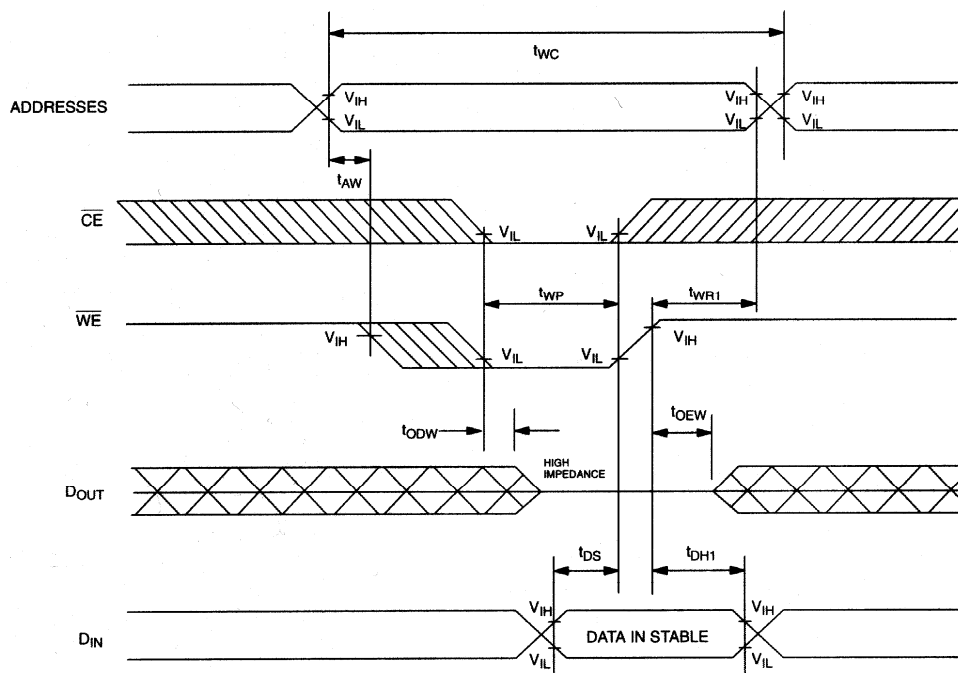 tWC
ADDRESSES
VIH
VIH
VIH
VIL
VIL
VIL
tAW
CE
VIL
VIL
tWP
tWR1
WE
VIH
VIL
VIL
VIH
tODW
tOEW
DOUT
HIGH
IMPEDANCE
tDS
tDH1
DIN
VIH
DATA IN STABLE
VIH
VIL
VIL